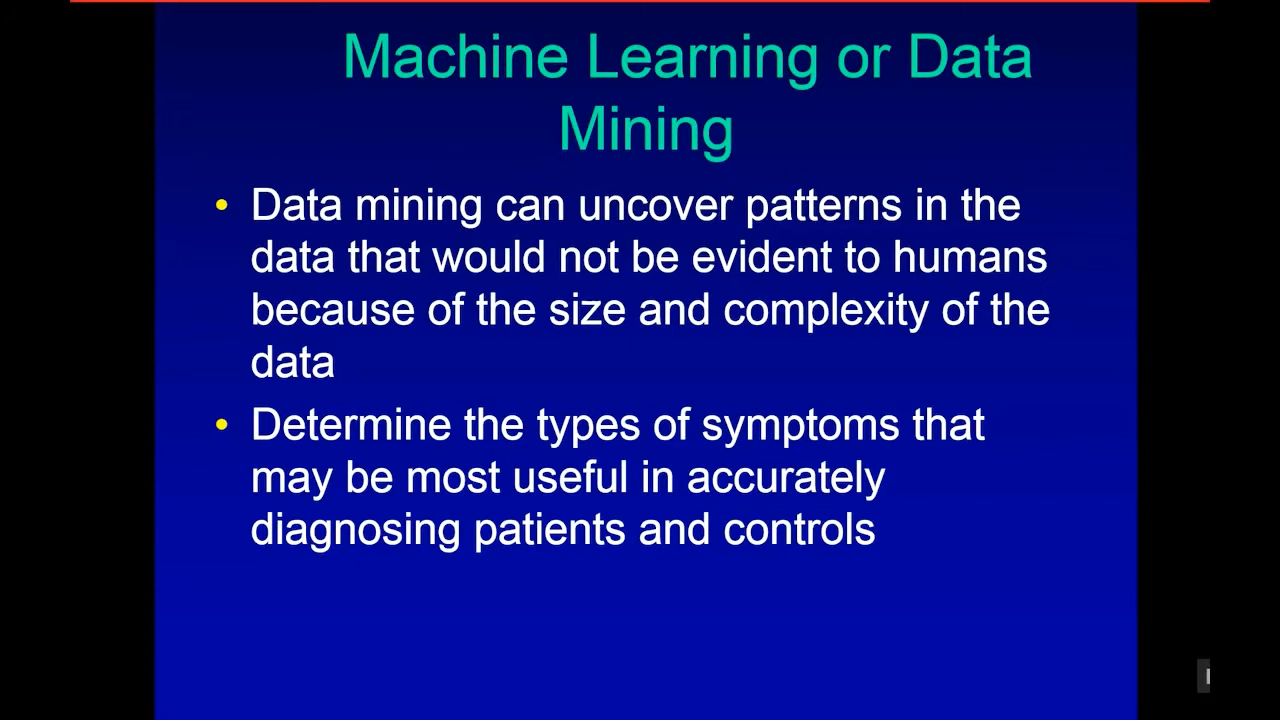 Machine Learning or Data
Mining
• Data mining can uncover patterns in the
data that would not be evident to humans
because of the size and complexity of the
data
• Determine the types of symptoms that
may be most useful in accurately
diagnosing patients and controls